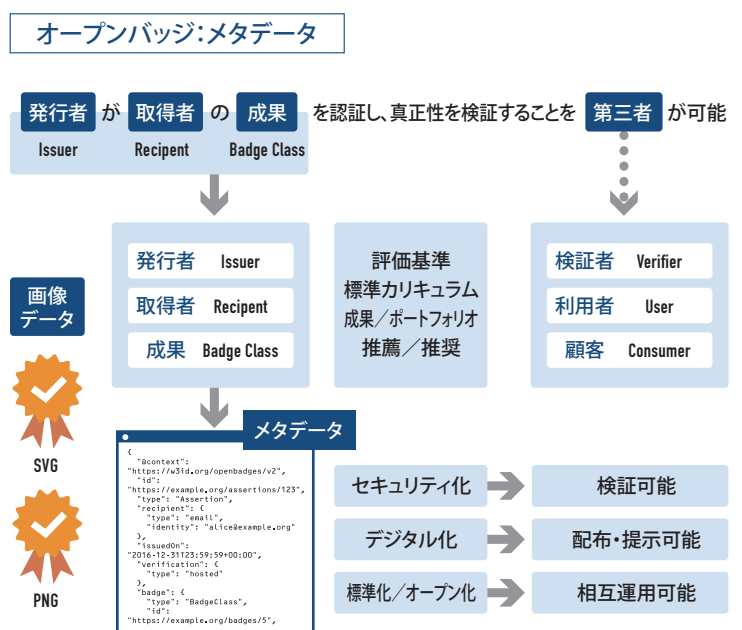 オープンバッジ：メタデータ
発行者 が 取得者 の 成果 を認証し、真正性を検証することを 第三者 が可能
Issuer Recipent Badge Class
発行者 Issuer
取得者 Recipent
成果 Badge Class
評価基準
標準カリキュラム
成果／ポートフォリオ
推薦／推奨
検証者 Verifier
利用者 User
顧客 Consumer
画像
データ
SVG
PNG
メタデータ
{
"@context":
"https://w3id.org/openbadges/v2",
"id":
"https://example.org/assertions/123",
"type": "Assertion",
"recipient": {
"type": "email",
"identity": "alice@example.org"
},
"issuedOn":
"2016-12-31T23:59:59+00:00",
"verification": {
"type": "hosted"
},
"badge": {
"type": "BadgeClass",
"id":
"https://example.org/badges/5",
セキュリティ化 検証可能
デジタル化 配布・提示可能
標準化／オープン化 相互運用可能